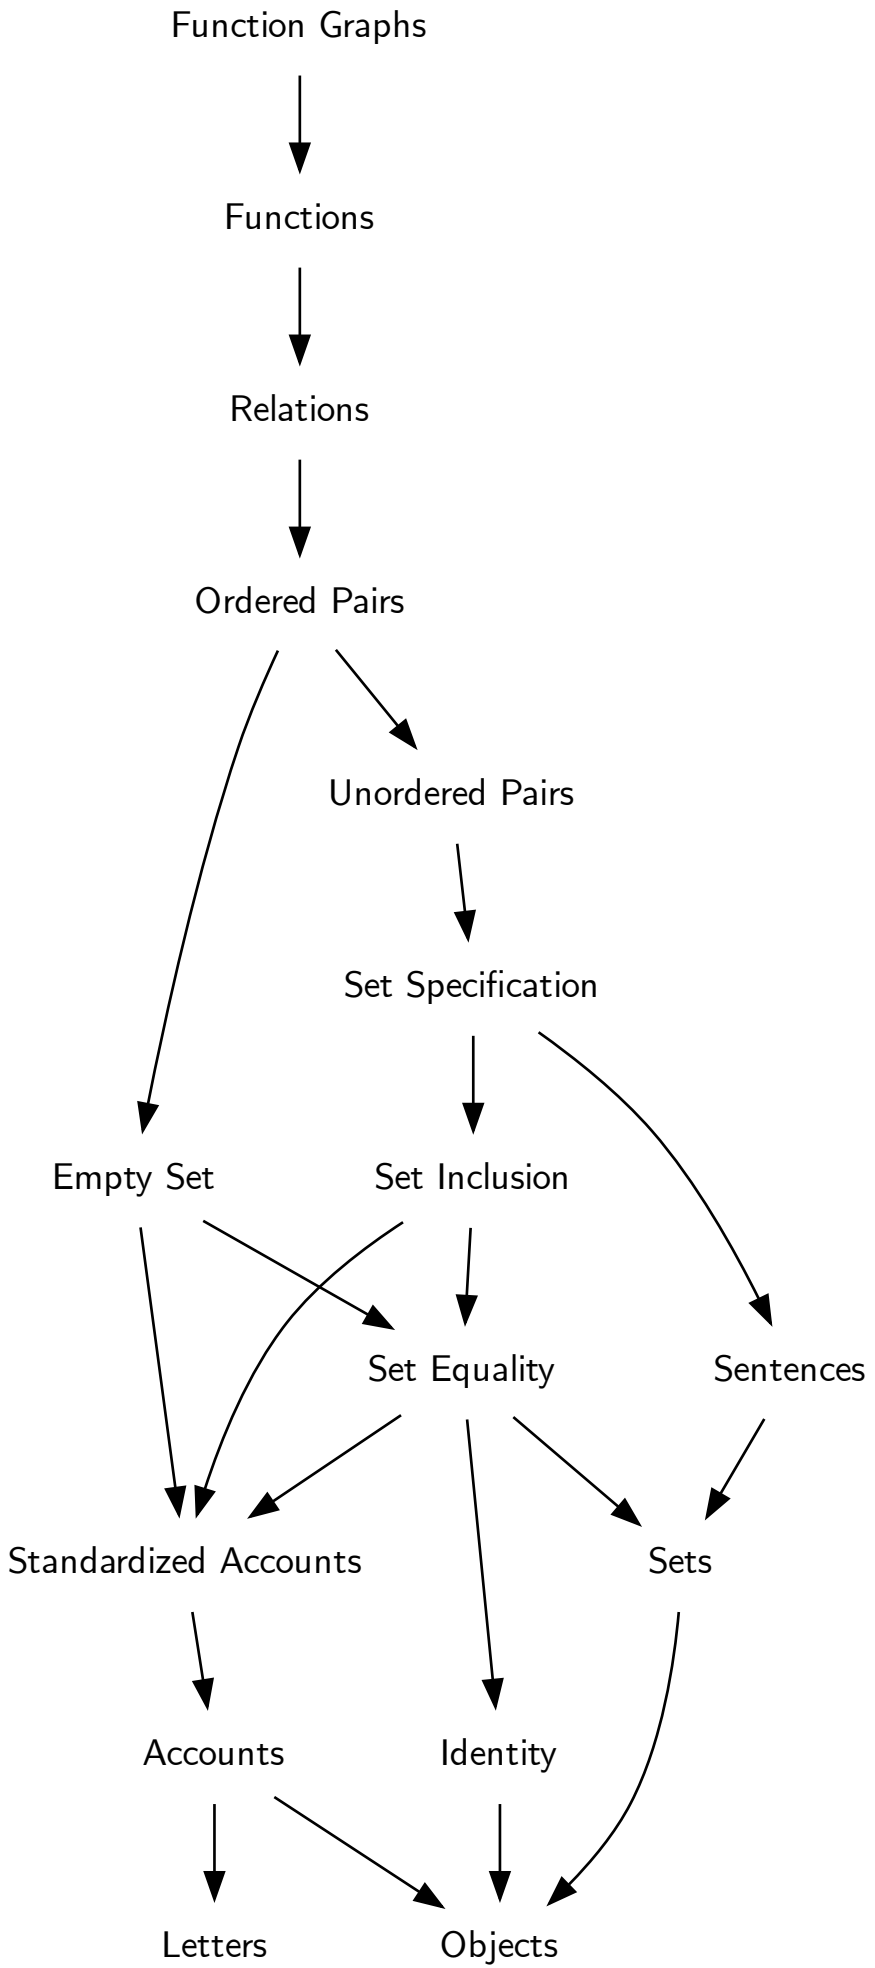 Function Graphs
Functions
Relations
Ordered Pairs
Unordered Pairs
Set Specification
Empty Set
Set Inclusion
Set Equality
Sentences
Standardized Accounts
Sets
Accounts
Identity
Letters
Objects